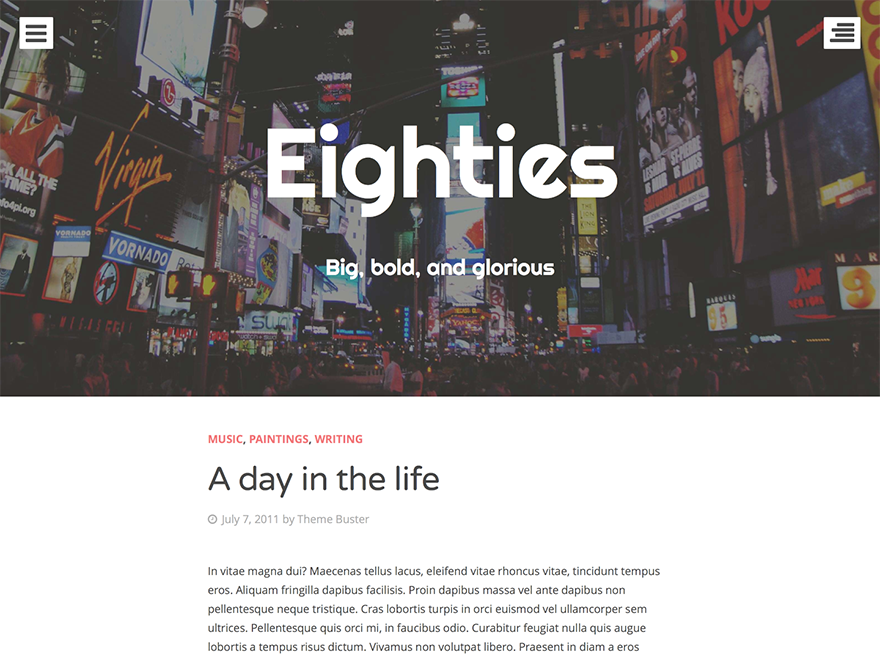 Eighties
Big, bold, and glorious
Virgin
VORNADO
VORNADO
MUSIC, PAINTINGS, WRITING
A day in the life
July 7, 2011 by Theme Buster
In vitae magna dui? Maecenas tellus lacus, eleifend vitae rhoncus vitae, tincidunt tempus
eros. Aliquam fringilla dapibus facilisis. Proin dapibus massa vel ante dapibus non
pellentesque neque tristique. Cras lobortis turpis in orci euismod vel ullamcorper sem
ultrices. Pellentesque quis orci mi, in faucibus odio. Curabitur feugiat nulla quis augue
lobortis a tempus risus dictum. Vivamus non volutpat libero. Praesent in diam a eros